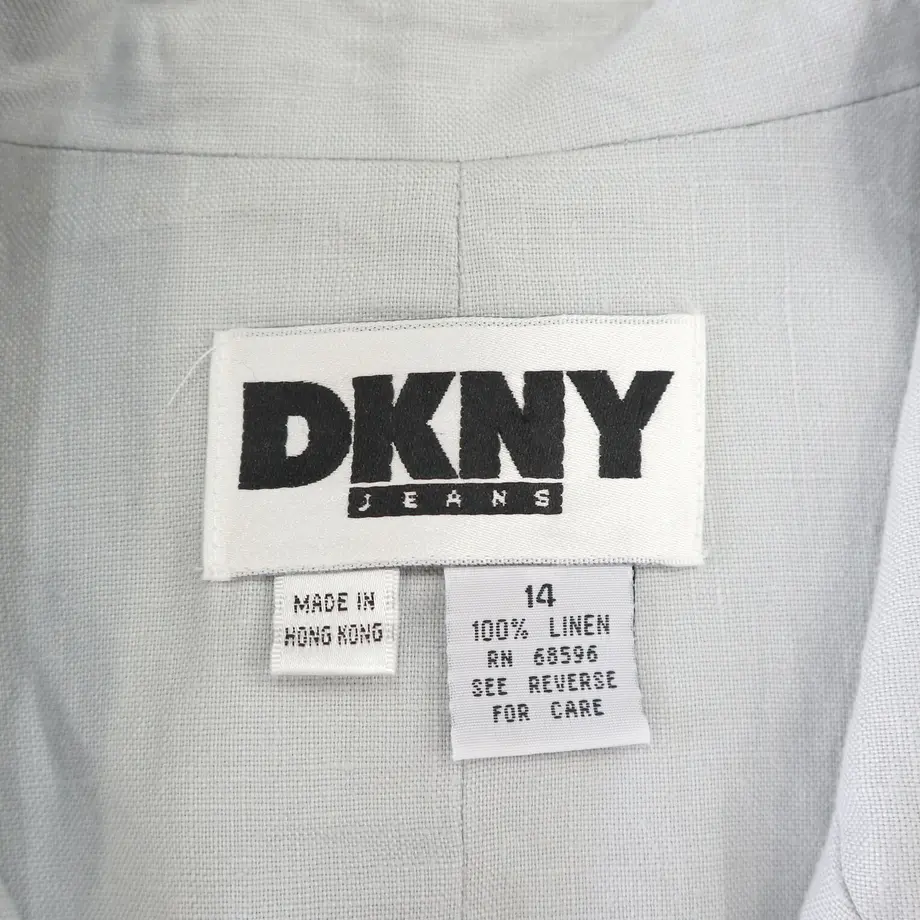 DKNY
JEANS
MADE IN
HONG KONG
14
100% LINEN
RN 68596
SEE REVERSE
FOR CARE